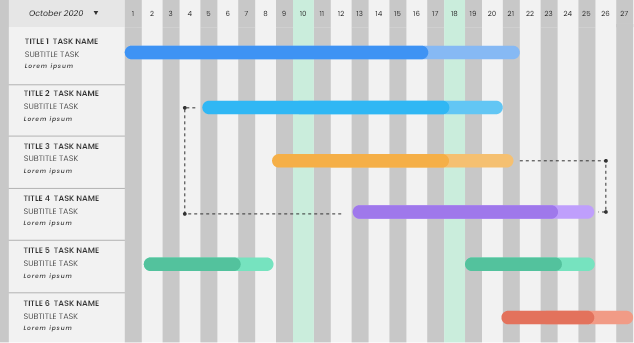 October 2020 ▼ 1 2 3 4 5 6 7 8 9 10 11 12 13 14 15 16 17 18 19 20 21 22 23 24 25 26 27
TITLE 1 TASK NAME
SUBTITLE TASK
Lorem ipsum
TITLE 2 TASK NAME
SUBTITLE TASK
Lorem ipsum
TITLE 3 TASK NAME
SUBTITLE TASK
Lorem ipsum
TITLE 4 TASK NAME
SUBTITLE TASK
Lorem ipsum
TITLE 5 TASK NAME
SUBTITLE TASK
Lorem ipsum
TITLE 6 TASK NAME
SUBTITLE TASK
Lorem ipsum